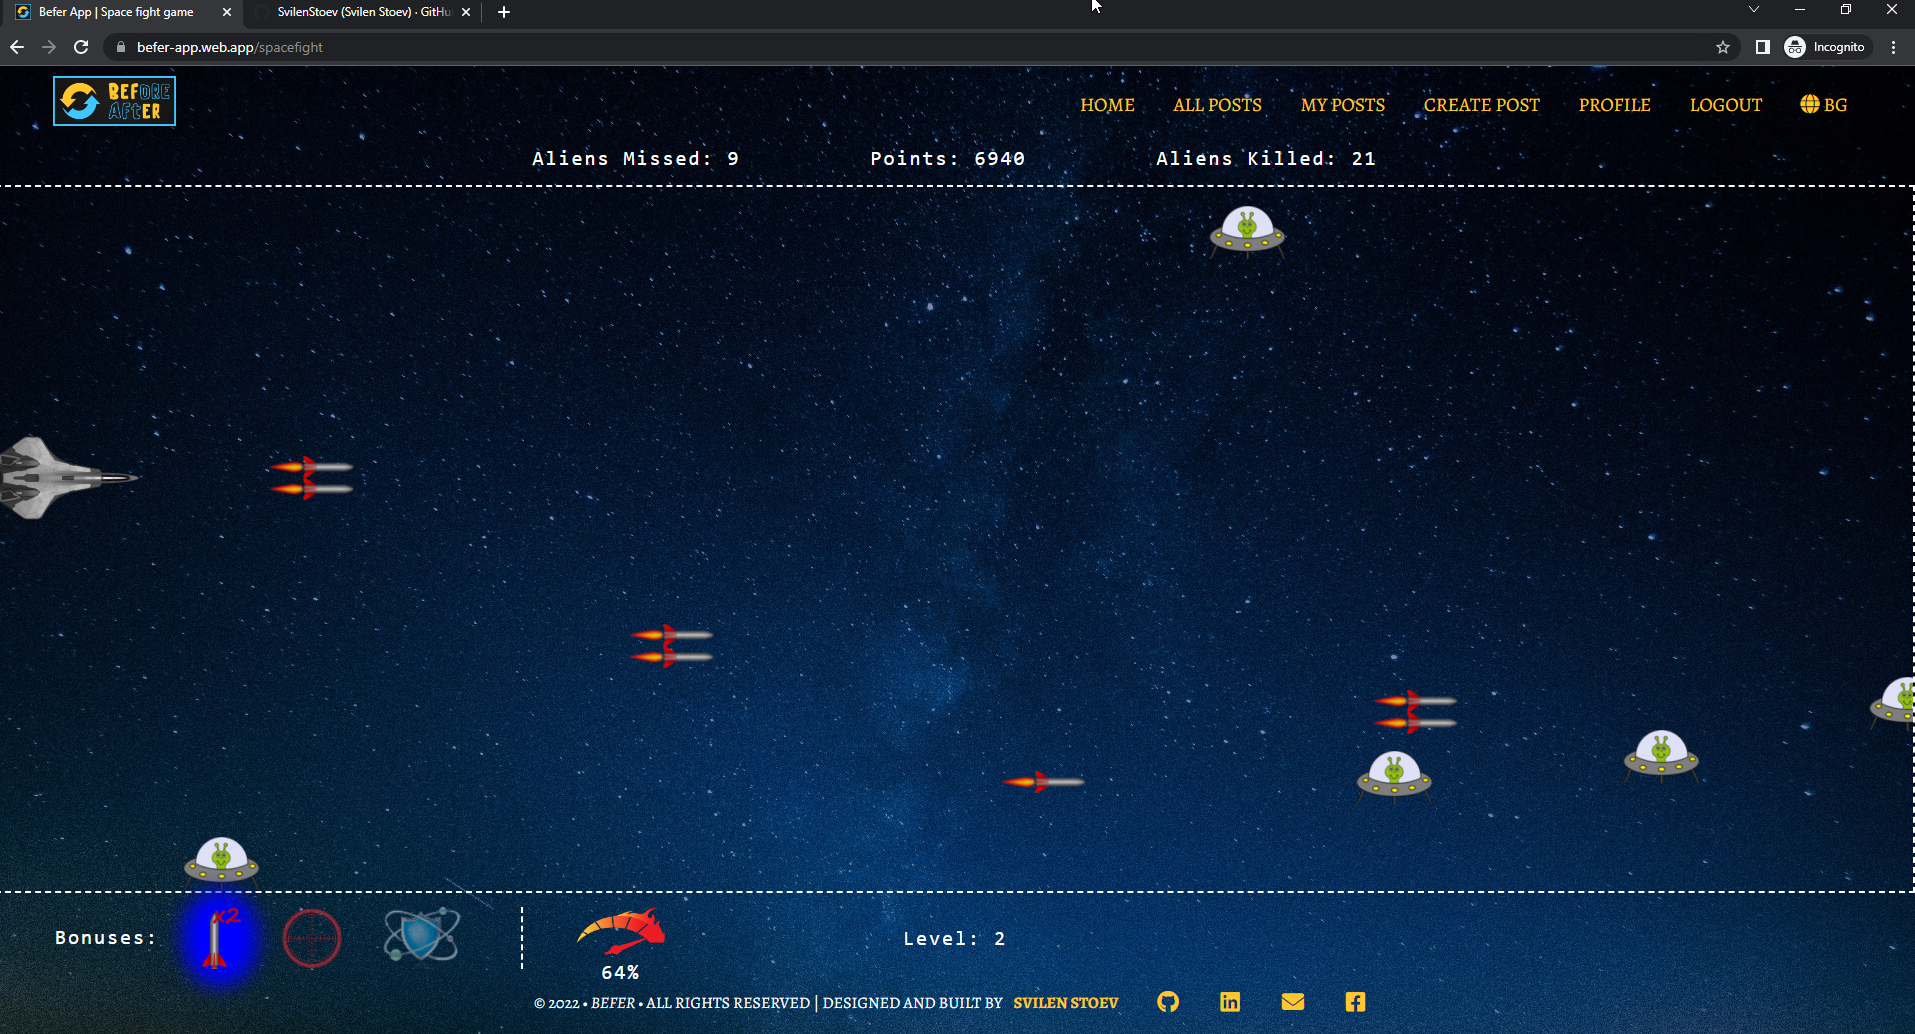 Befer App | Space fight game
SvilenStoev (Svilen Stoev) · GitHu
befer-app.web.app/spacefight
Incognito
BEFORE
AftER
HOME
ALL POSTS
MY POSTS
CREATE POST
PROFILE
LOGOUT
BG
Aliens Missed: 9
Points: 6940
Aliens Killed: 21
Bonuses:
x2
64%
Level: 2
© 2022 • BEFER • ALL RIGHTS RESERVED | DESIGNED AND BUILT BY SVILEN STOEV